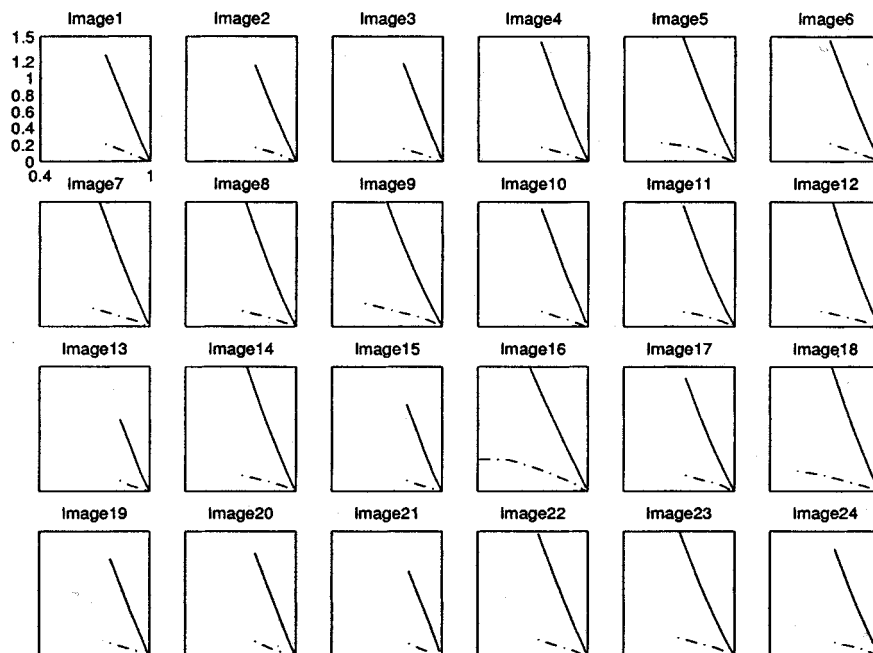 Image1 Image2 Image3 Image4 Image5 Image6
1.5
1.2
1
0.8
0.6
0.4
0.2
0
0.4 1
Image7 Image8 Image9 Image10 Image11 Image12
Image13 Image14 Image15 Image16 Image17 Image18
Image19 Image20 Image21 Image22 Image23 Image24